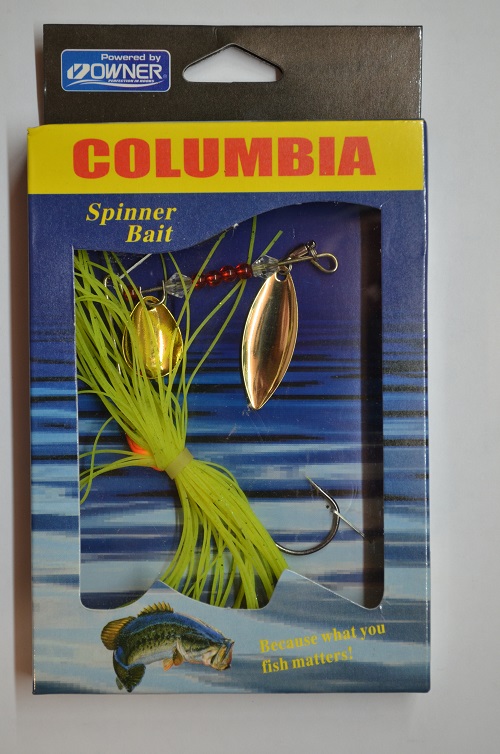 Powered by
OWNER
COLUMBIA
Spinner
Bait
Because what you
fish matters!